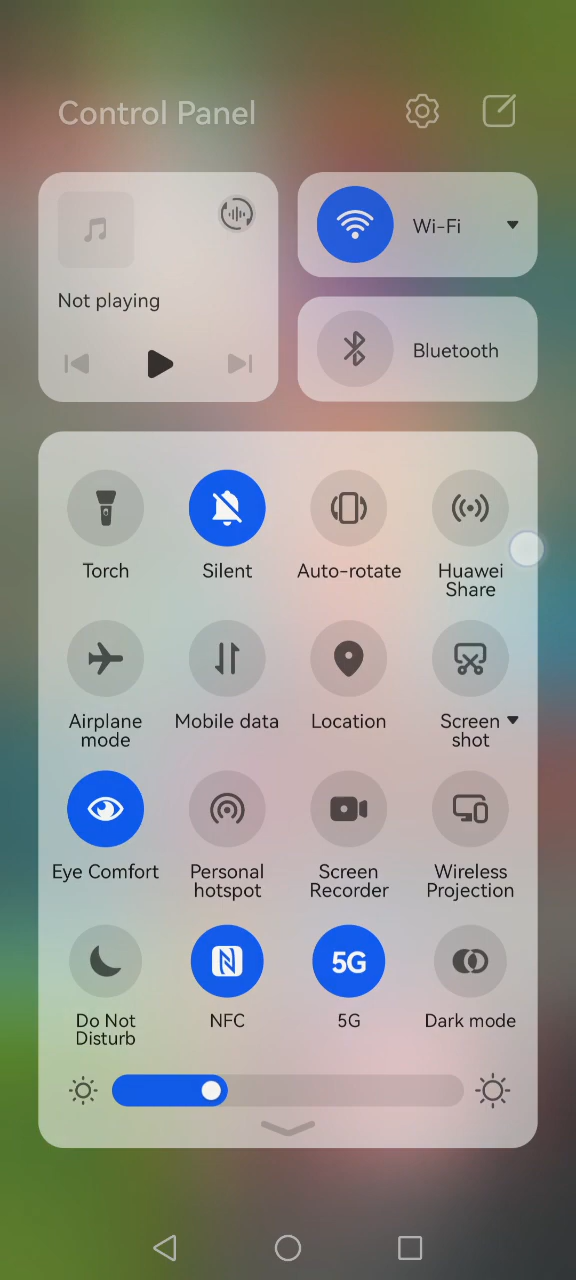 Control Panel
Not playing
Wi-Fi
Bluetooth
Torch
Silent
Auto-rotate
Huawei
Share
Airplane
mode
Mobile data
Location
Screen
shot
Eye Comfort
Personal
hotspot
Screen
Recorder
Wireless
Projection
5G
Do Not
Disturb
NFC
5G
Dark mode